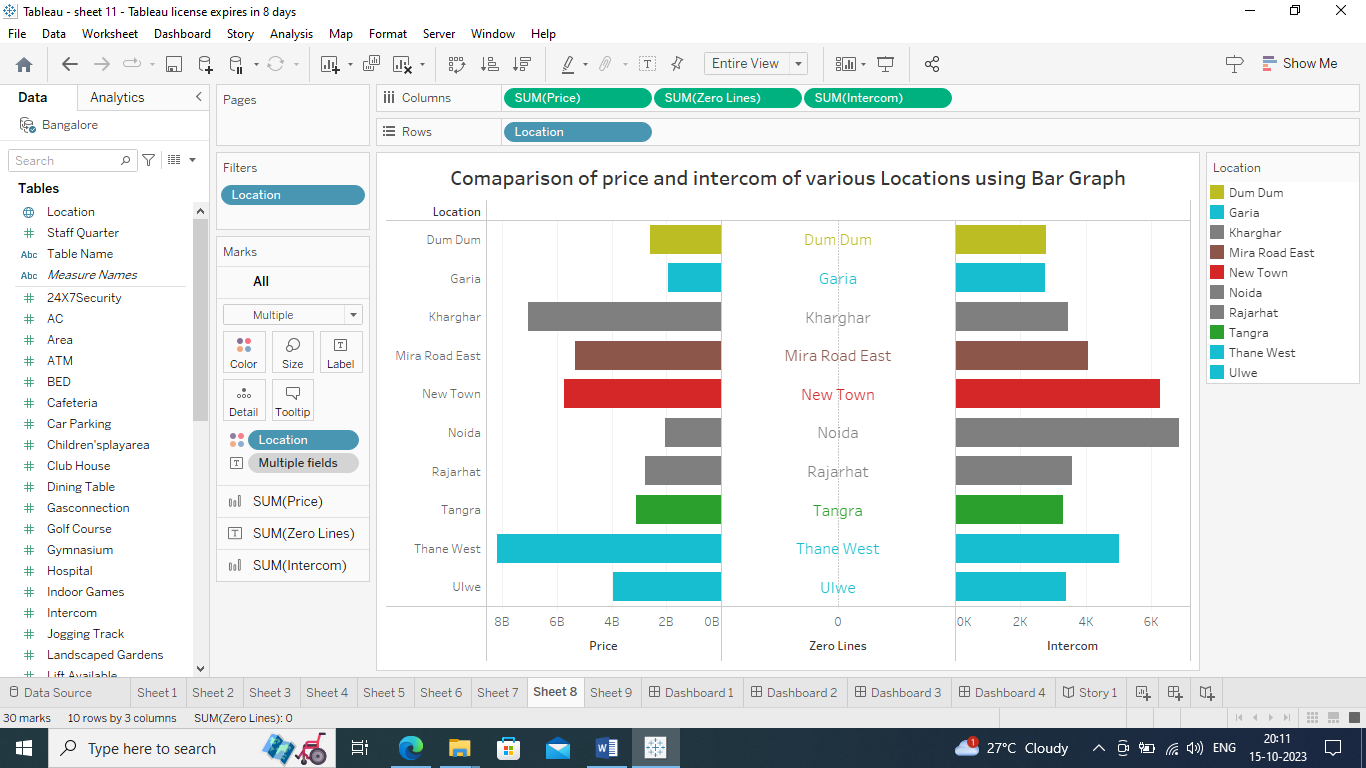 Tableau - sheet 11 - Tableau license expires in 8 days
File Data Worksheet Dashboard Story Analysis Map Format Server Window Help
Entire View
Show Me
Data Analytics
Bangalore
Search
Tables
Location
Staff Quarter
Abc Table Name
Abc Measure Names
24X7Security
AC
Area
ATM
BED
Cafeteria
Car Parking
Children'splayarea
Club House
Dining Table
Gasconnection
Golf Course
Gymnasium
Hospital
Indoor Games
Intercom
Jogging Track
Landscaped Gardens
Lift Available
Pages
Filters
Location
Marks
All
Multiple
Color Size Label
Detail Tooltip
Location
Multiple fields
SUM(Price)
SUM(Zero Lines)
SUM(Intercom)
Columns SUM(Price) SUM(Zero Lines) SUM(Intercom)
Rows Location
Comaparison of price and intercom of various Locations using Bar Graph
Location
Dum Dum Dum Dum
Garia Garia
Kharghar Kharghar
Mira Road East Mira Road East
New Town New Town
Noida Noida
Rajarhat Rajarhat
Tangra Tangra
Thane West Thane West
Ulwe Ulwe
8B 6B 4B 2B 0B 0 0K 2K 4K 6K
Price Zero Lines Intercom
Location
Dum Dum
Garia
Kharghar
Mira Road East
New Town
Noida
Rajarhat
Tangra
Thane West
Ulwe
Data Source Sheet 1 Sheet 2 Sheet 3 Sheet 4 Sheet 5 Sheet 6 Sheet 7 Sheet 8 Sheet 9 Dashboard 1 Dashboard 2 Dashboard 3 Dashboard 4 Story 1
30 marks 10 rows by 3 columns SUM(Zero Lines): 0
Type here to search
1
27°C Cloudy
ENG
20:11
15-10-2023